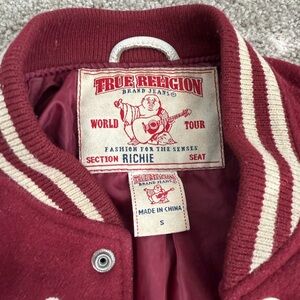 TRUE RELIGION
BRAND JEANS®
WORLD TOUR
FASHION FOR THE SENSES
SECTION RICHIE SEAT
TRUE RELIGION
BRAND JEANS
MADE IN CHINA
S